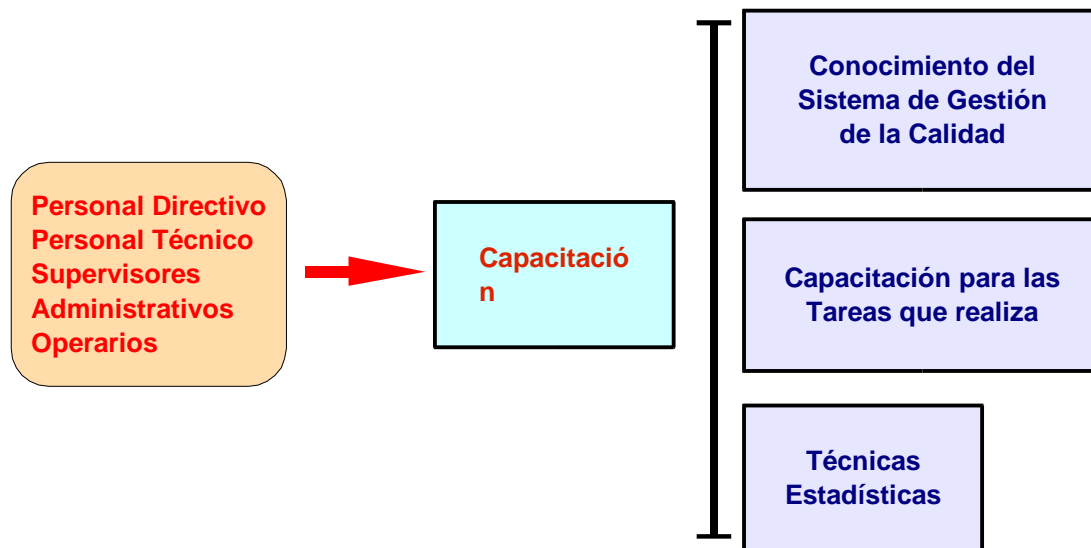 Personal Directivo
Personal Técnico
Supervisores
Administrativos
Operarios
Capacitació
n
Conocimiento del
Sistema de Gestión
de la Calidad
Capacitación para las
Tareas que realiza
Técnicas
Estadísticas